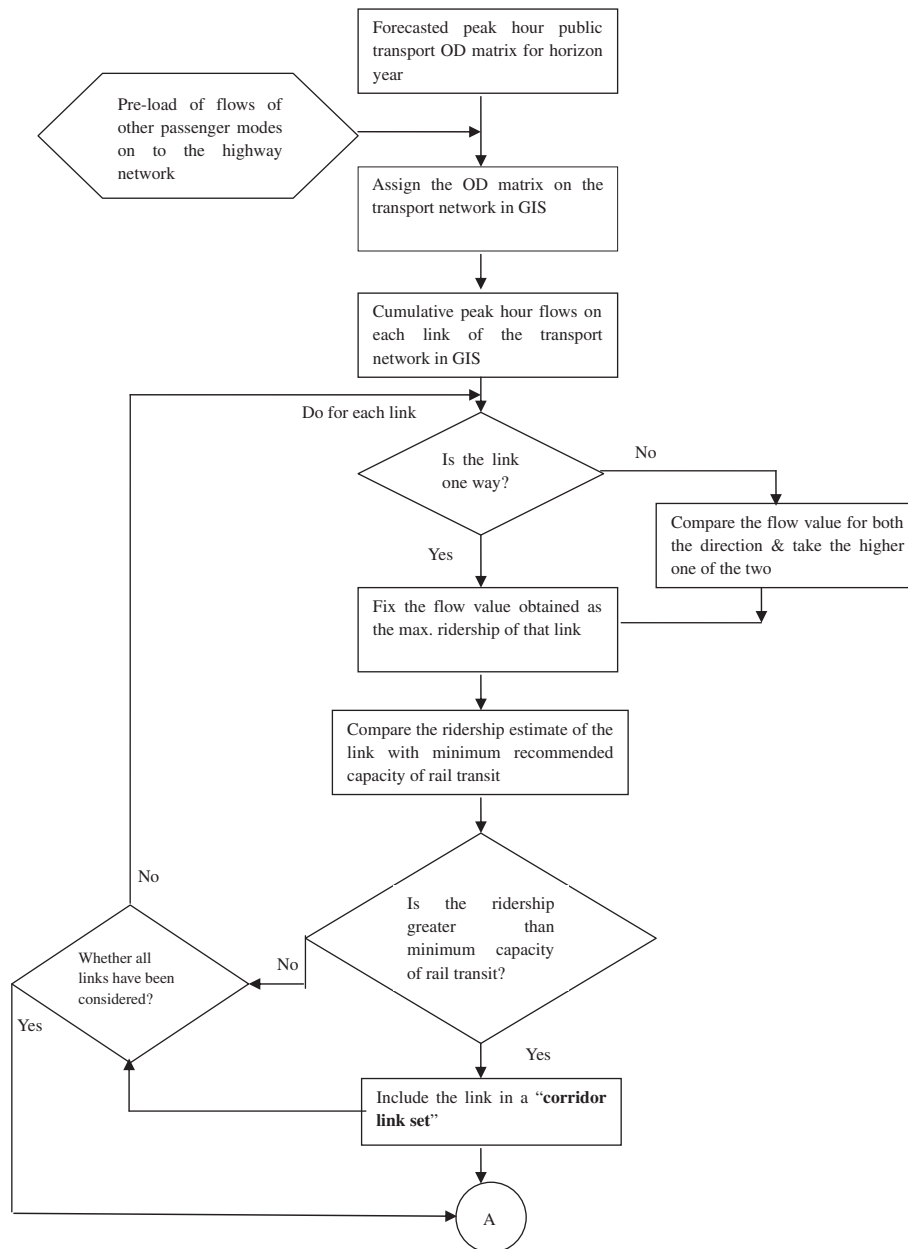 Forecasted peak hour public
transport OD matrix for horizon
year
Pre-load of flows of
other passenger modes
on to the highway
network
Assign the OD matrix on the
transport network in GIS
Cumulative peak hour flows on
each link of the transport
network in GIS
Do for each link
Is the link
one way?
No
Compare the flow value for both
the direction & take the higher
one of the two
Yes
Fix the flow value obtained as
the max. ridership of that link
Compare the ridership estimate of the
link with minimum recommended
capacity of rail transit
Is the ridership
greater than
minimum capacity
of rail transit?
No
No
Whether all
links have been
considered?
Yes
Yes
Include the link in a “corridor
link set”
A